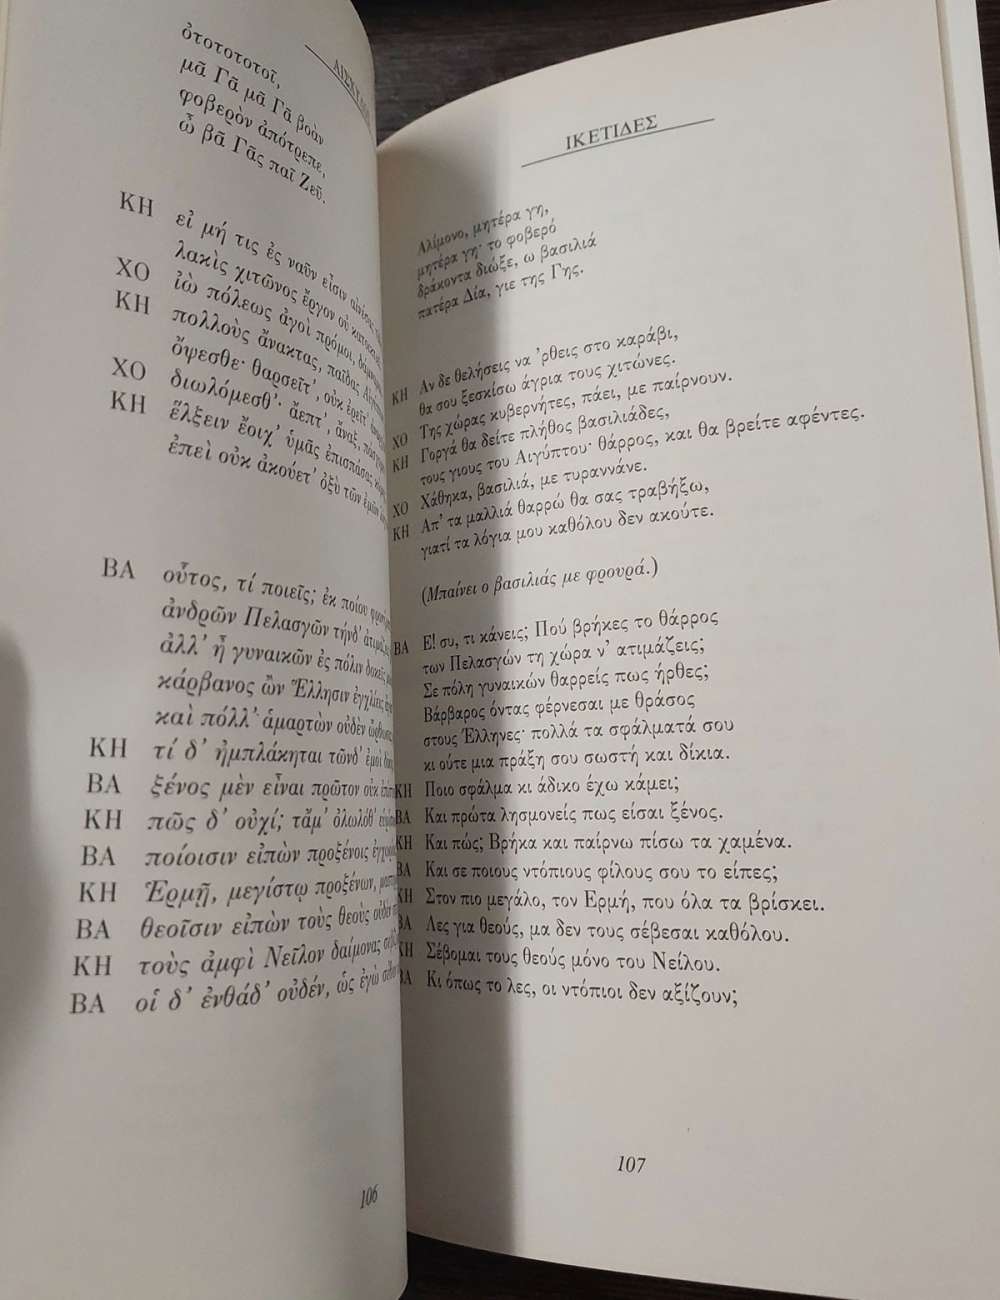 ὀτοτοτοτοῖ,
μᾶ Γᾶ μᾶ Γᾶ βοὰν
φοβερὸν ἀπότρεπε,
ὦ βᾶ Γᾶς παῖ Ζεῦ.
ΚΗ εἰ μή τις ἐς ναῦν εἶσιν αἰνέσας
λακὶς χιτῶνος ἔργον οὐ
ΧΟ ἰὼ πόλεως ἀγοὶ πρόμοι, δάμναμαι
ΚΗ πολλοὺς ἄνακτας, παῖδας
ὄψεσθε· θαρσεῖτ', οὐκ ἐρεῖτ'
ΧΟ διωλόμεσθ'· ἄεπτ', ἄναξ,
ΚΗ ἕλξειν ἔοιχ' ὑμᾶς ἐπισπάσας
ἐπεὶ οὐκ ἀκούετ' ὀξὺ τῶν ἐμῶν
ΒΑ οὗτος, τί ποιεῖς; ἐκ ποίου
ἀνδρῶν Πελασγῶν τήνδ'
ἀλλ' ἦ γυναικῶν ἐς πόλιν δοκεῖς
κάρβανος ὢν Ἕλλησιν ἐγχλίεις
καὶ πόλλ' ἁμαρτὼν οὐδὲν
ΚΗ τί δ' ἠμπλάκηται τῶνδ' ἐμοὶ
ΒΑ ξένος μὲν εἶναι πρῶτον οὐκ
ΚΗ πῶς δ' οὐχί; τἄμ' ὀλωλόθ'
ΒΑ ποίοισιν εἰπὼν προξένοις
ΚΗ Ἑρμῇ, μεγίστῳ προξένων,
ΒΑ θεοῖσιν εἰπὼν τοὺς θεοὺς οὐδὲν
ΚΗ τοὺς ἀμφὶ Νεῖλον δαίμονας
ΒΑ οἱ δ' ἐνθάδ' οὐδέν, ὡς ἐγὼ
106
ΙΚΕΤΙΔΕΣ
Αλίμονο, μητέρα γη,
μητέρα γη· το φοβερό
δράκοντα διώξε, ω βασιλιά
πατέρα Δία, γιε της Γης.
ΚΗ Αν δε θελήσεις να 'ρθεις στο καράβι,
θα σου ξεσκίσω άγρια τους χιτώνες.
ΧΟ Της χώρας κυβερνήτες, πάει, με παίρνουν.
ΚΗ Γοργά θα δείτε πλήθος βασιλιάδες,
τους γιους του Αιγύπτου· θάρρος, και θα βρείτε αφέντες.
ΧΟ Χάθηκα, βασιλιά, με τυραννάνε.
ΚΗ Απ' τα μαλλιά θαρρώ θα σας τραβήξω,
γιατί τα λόγια μου καθόλου δεν ακούτε.
(Μπαίνει ο βασιλιάς με φρουρά.)
ΒΑ Ε! συ, τι κάνεις; Πού βρήκες το θάρρος
των Πελασγών τη χώρα ν' ατιμάζεις;
Σε πόλη γυναικών θαρρείς πως ήρθες;
Βάρβαρος όντας φέρνεσαι με θράσος
στους Έλληνες· πολλά τα σφάλματά σου
κι ούτε μια πράξη σου σωστή και δίκια.
ΚΗ Ποιο σφάλμα κι άδικο έχω κάμει;
ΒΑ Και πρώτα λησμονείς πως είσαι ξένος.
ΚΗ Και πώς; Βρήκα και παίρνω πίσω τα χαμένα.
ΒΑ Και σε ποιους ντόπιους φίλους σου το είπες;
ΚΗ Στον πιο μεγάλο, τον Ερμή, που όλα τα βρίσκει.
ΒΑ Λες για θεούς, μα δεν τους σέβεσαι καθόλου.
ΚΗ Σέβομαι τους θεούς μόνο του Νείλου.
ΒΑ Κι όπως το λες, οι ντόπιοι δεν αξίζουν;
107